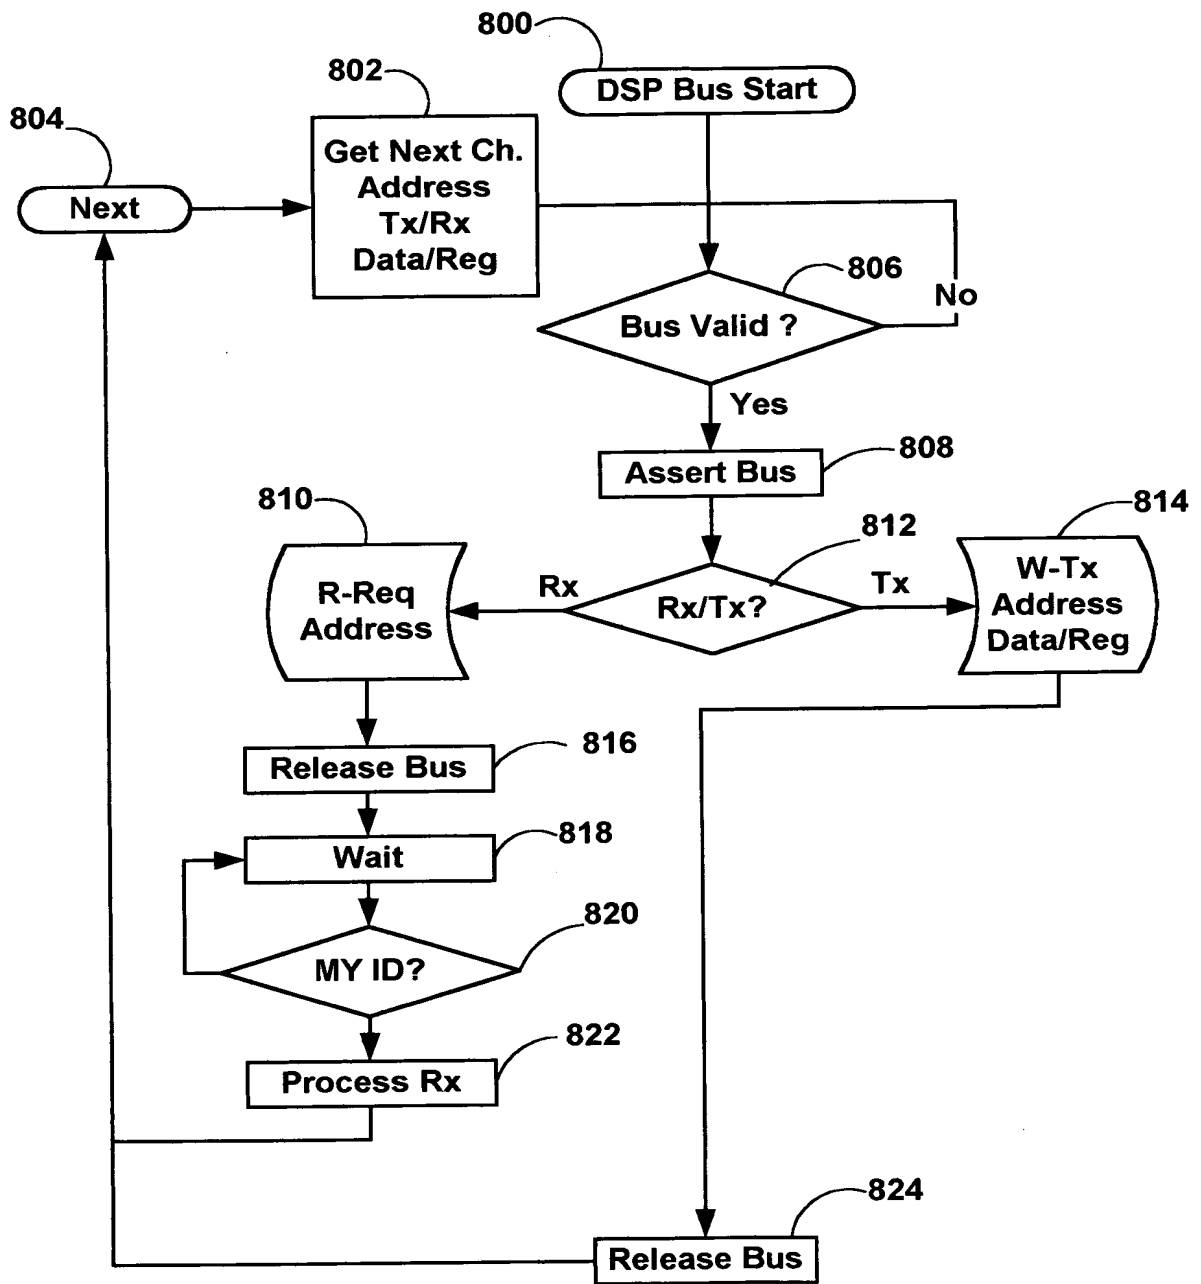 800
DSP Bus Start
802
Get Next Ch.
Address
Tx/Rx
Data/Reg
804
Next
806
Bus Valid ?
No
Yes
808
Assert Bus
810
R-Req
Address
812
Rx
Rx/Tx?
Tx
814
W-Tx
Address
Data/Reg
816
Release Bus
818
Wait
820
MY ID?
822
Process Rx
824
Release Bus